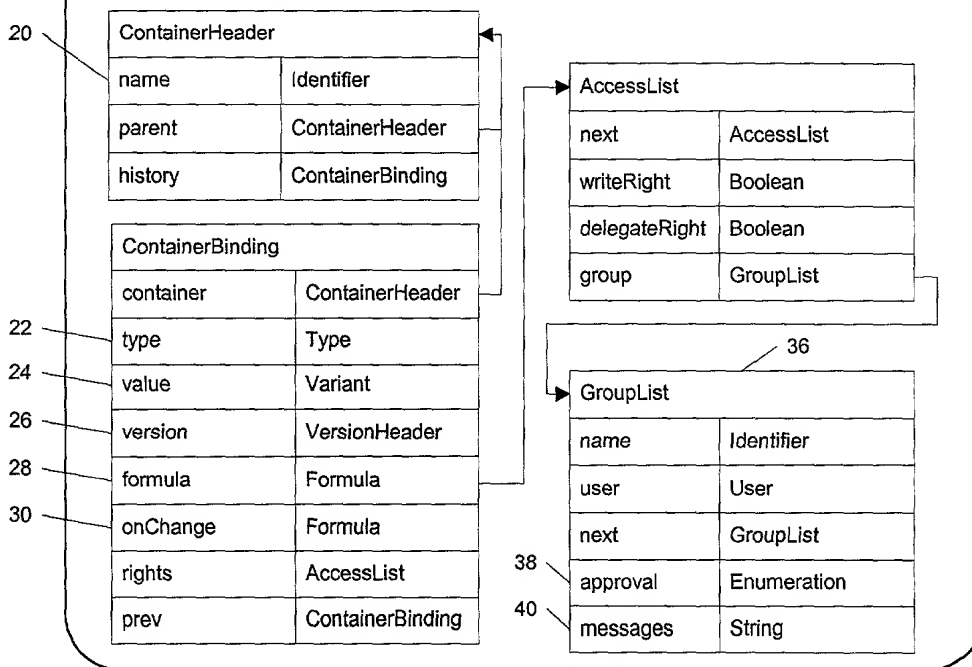 20
ContainerHeader
name Identifier
parent ContainerHeader
history ContainerBinding
ContainerBinding
container ContainerHeader
22 type Type
24 value Variant
26 version VersionHeader
28 formula Formula
30 onChange Formula
rights AccessList
prev ContainerBinding
AccessList
next AccessList
writeRight Boolean
delegateRight Boolean
group GroupList
36
GroupList
name Identifier
user User
next GroupList
38 approval Enumeration
40 messages String